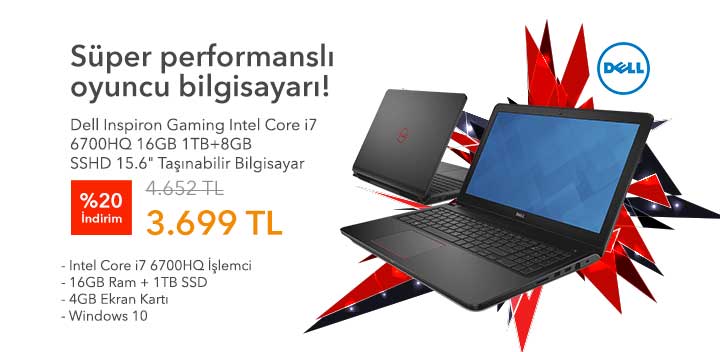 Süper performanslı
oyuncu bilgisayarı!
DELL
Dell Inspiron Gaming Intel Core i7
6700HQ 16GB 1TB+8GB
SSHD 15.6" Taşınabilir Bilgisayar
%20
İndirim
4.652 TL
3.699 TL
- Intel Core i7 6700HQ İşlemci
- 16GB Ram + 1TB SSD
- 4GB Ekran Kartı
- Windows 10
DELL